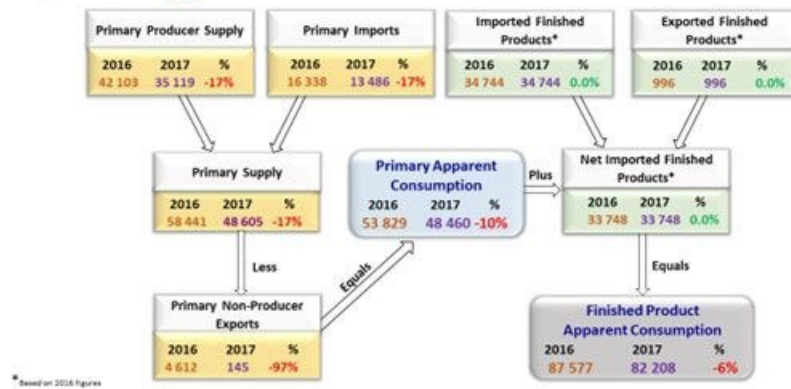 Primary Producer Supply
2016 2017 %
42 103 35 119 -17%
Primary Imports
2016 2017 %
16 338 13 486 -17%
Imported Finished
Products*
2016 2017 %
34 744 34 744 0.0%
Exported Finished
Products*
2016 2017 %
996 996 0.0%
Primary Supply
2016 2017 %
58 441 48 605 -17%
Primary Apparent
Consumption
2016 2017 %
53 829 48 460 -10%
Plus
Net Imported Finished
Products*
2016 2017 %
33 748 33 748 0.0%
Less
Equals
Equals
Primary Non-Producer
Exports
2016 2017 %
4 612 145 -97%
Finished Product
Apparent Consumption
2016 2017 %
87 577 82 208 -6%
* Based on 2016 figures